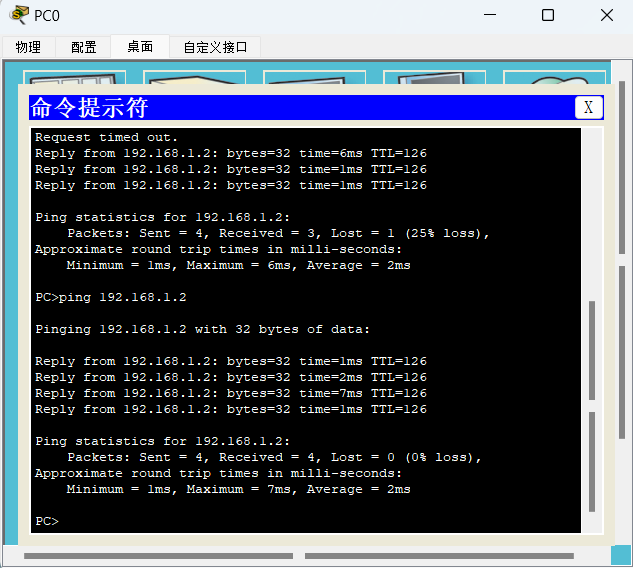 PC0
物理 配置 桌面 自定义接口
命令提示符 X
Request timed out.
Reply from 192.168.1.2: bytes=32 time=6ms TTL=126
Reply from 192.168.1.2: bytes=32 time=1ms TTL=126
Reply from 192.168.1.2: bytes=32 time=1ms TTL=126
Ping statistics for 192.168.1.2:
Packets: Sent = 4, Received = 3, Lost = 1 (25% loss),
Approximate round trip times in milli-seconds:
Minimum = 1ms, Maximum = 6ms, Average = 2ms
PC>ping 192.168.1.2
Pinging 192.168.1.2 with 32 bytes of data:
Reply from 192.168.1.2: bytes=32 time=1ms TTL=126
Reply from 192.168.1.2: bytes=32 time=2ms TTL=126
Reply from 192.168.1.2: bytes=32 time=7ms TTL=126
Reply from 192.168.1.2: bytes=32 time=1ms TTL=126
Ping statistics for 192.168.1.2:
Packets: Sent = 4, Received = 4, Lost = 0 (0% loss),
Approximate round trip times in milli-seconds:
Minimum = 1ms, Maximum = 7ms, Average = 2ms
PC>